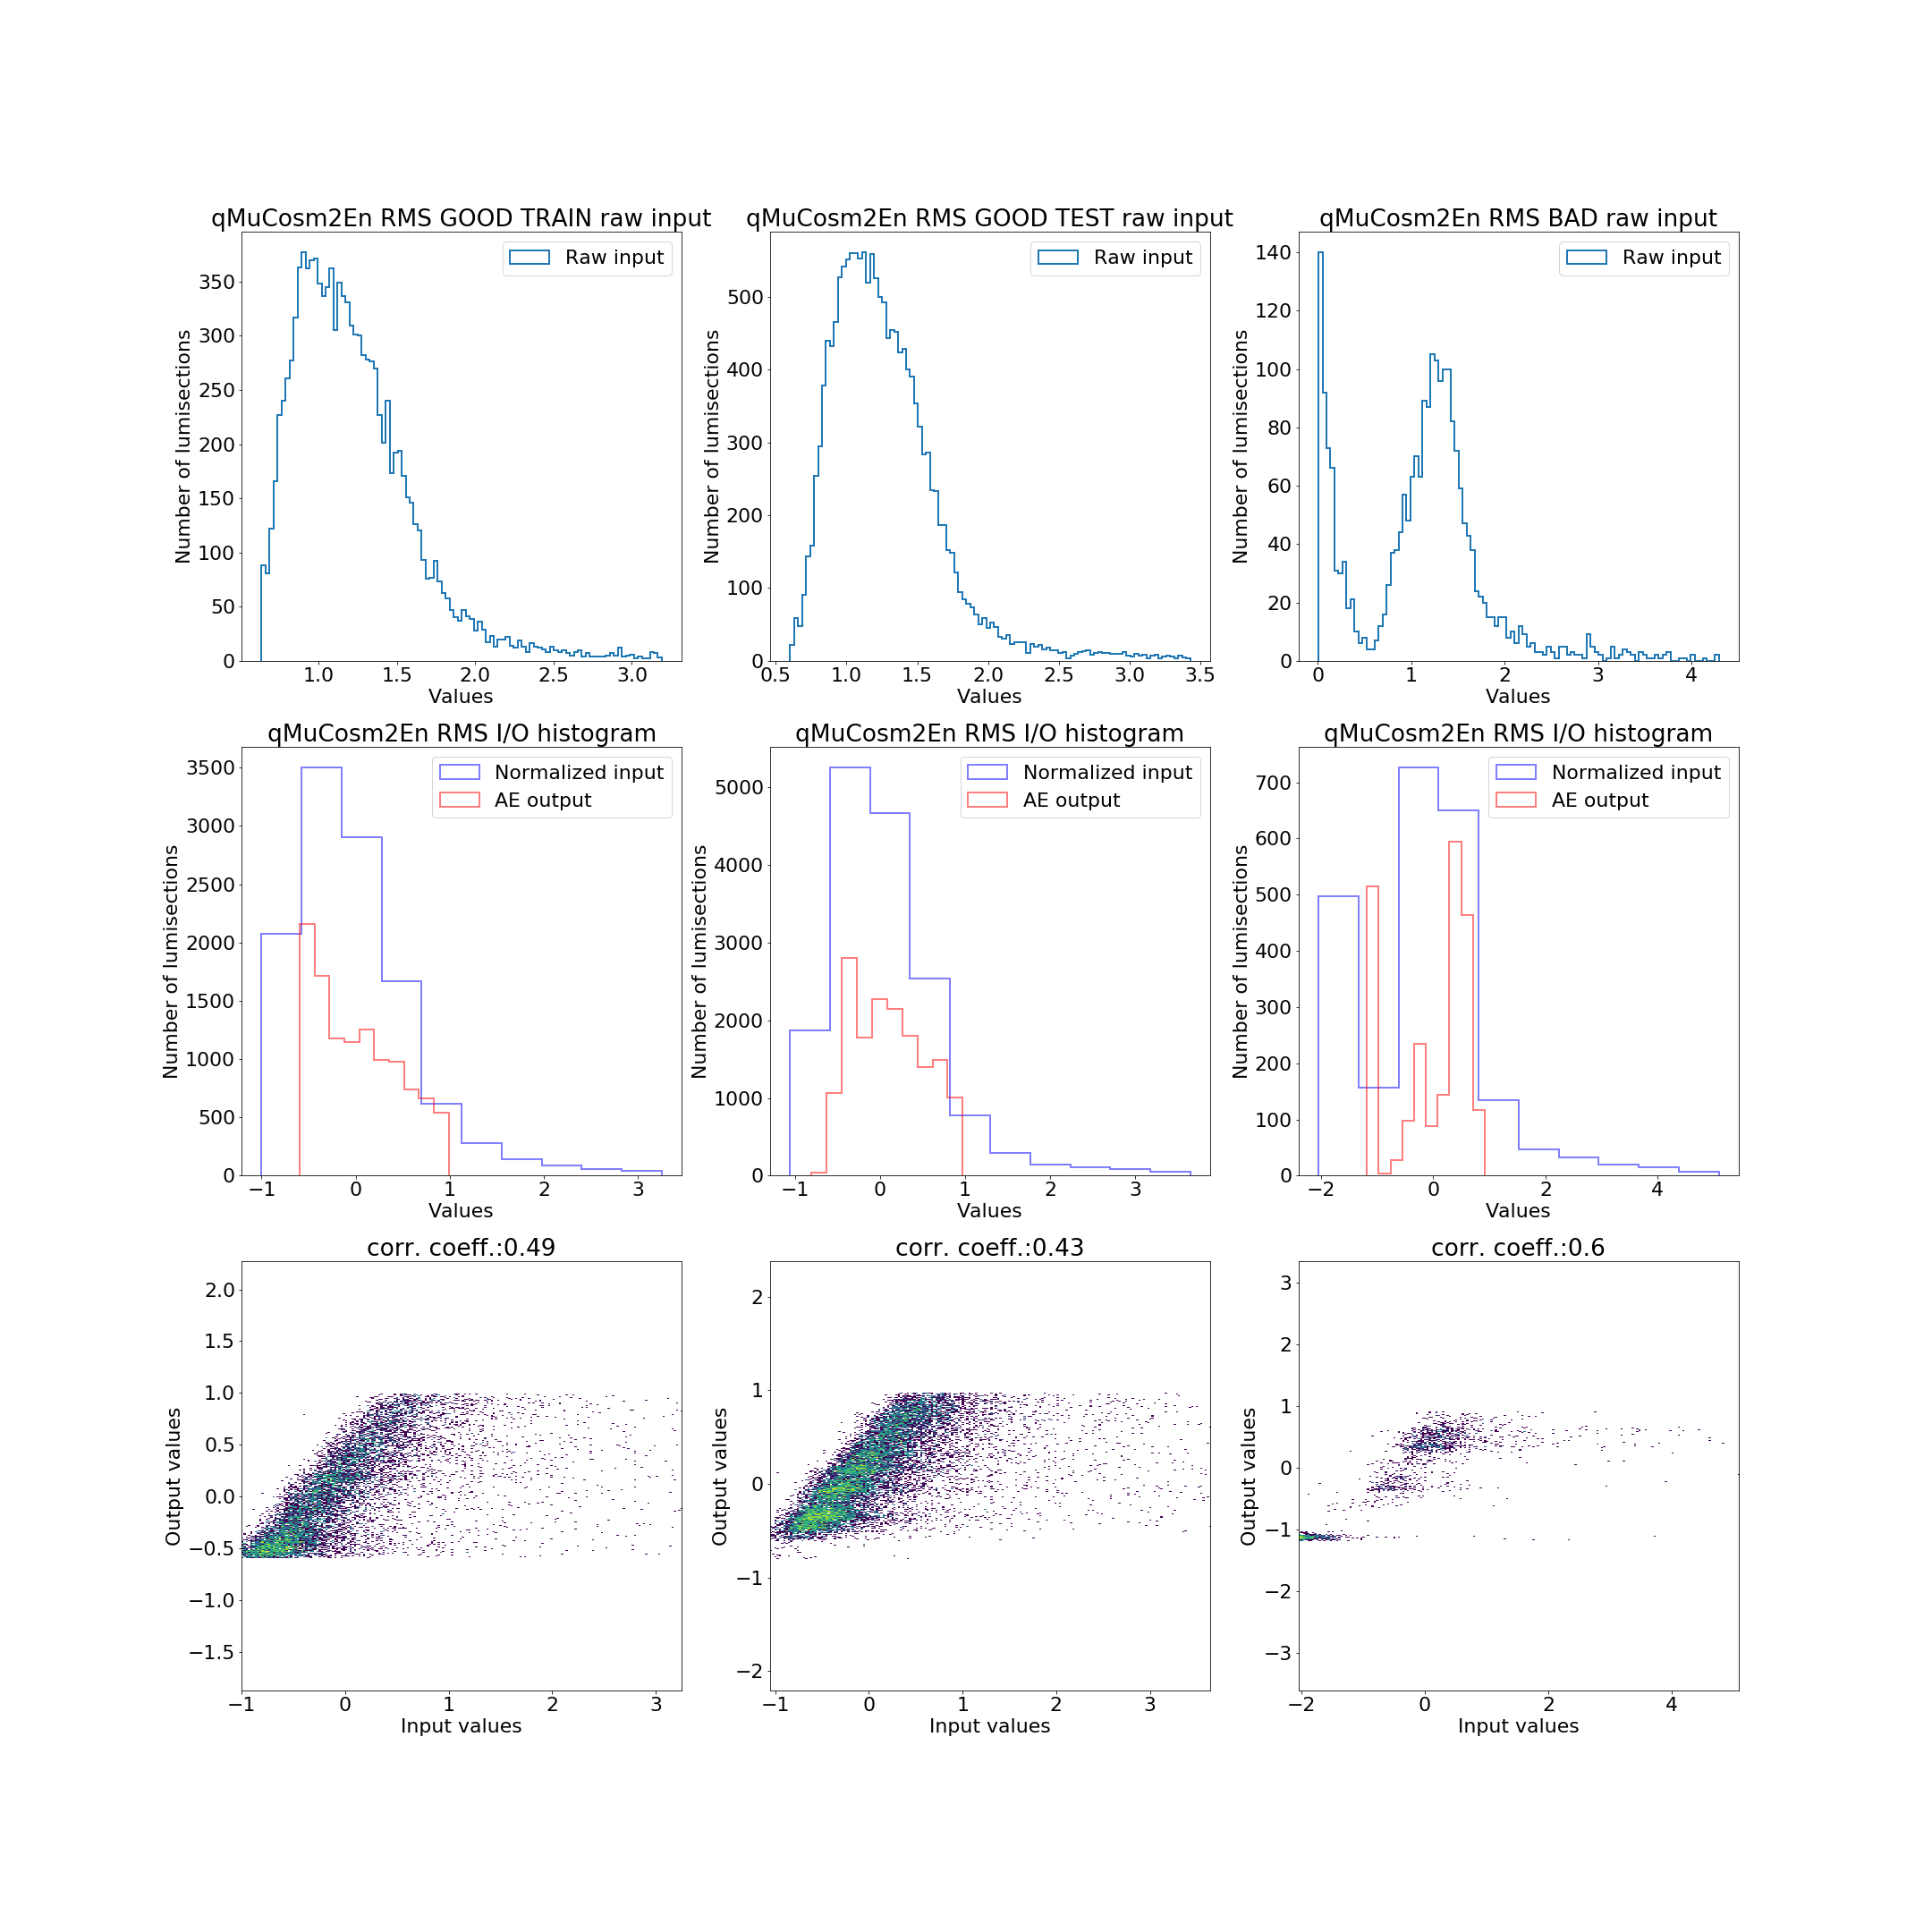 qMuCosm2En RMS GOOD TRAIN raw input
Raw input
Number of lumisections
350
300
250
200
150
100
50
0
1.0 1.5 2.0 2.5 3.0
Values
qMuCosm2En RMS GOOD TEST raw input
Raw input
Number of lumisections
500
400
300
200
100
0
0.5 1.0 1.5 2.0 2.5 3.0 3.5
Values
qMuCosm2En RMS BAD raw input
Raw input
Number of lumisections
140
120
100
80
60
40
20
0
0 1 2 3 4
Values
qMuCosm2En RMS I/O histogram
Normalized input
AE output
Number of lumisections
3500
3000
2500
2000
1500
1000
500
0
−1 0 1 2 3
Values
qMuCosm2En RMS I/O histogram
Normalized input
AE output
Number of lumisections
5000
4000
3000
2000
1000
0
−1 0 1 2 3
Values
qMuCosm2En RMS I/O histogram
Normalized input
AE output
Number of lumisections
700
600
500
400
300
200
100
0
−2 0 2 4
Values
corr. coeff.:0.49
Output values
2.0
1.5
1.0
0.5
0.0
−0.5
−1.0
−1.5
−1 0 1 2 3
Input values
corr. coeff.:0.43
Output values
2
1
0
−1
−2
−1 0 1 2 3
Input values
corr. coeff.:0.6
Output values
3
2
1
0
−1
−2
−3
−2 0 2 4
Input values